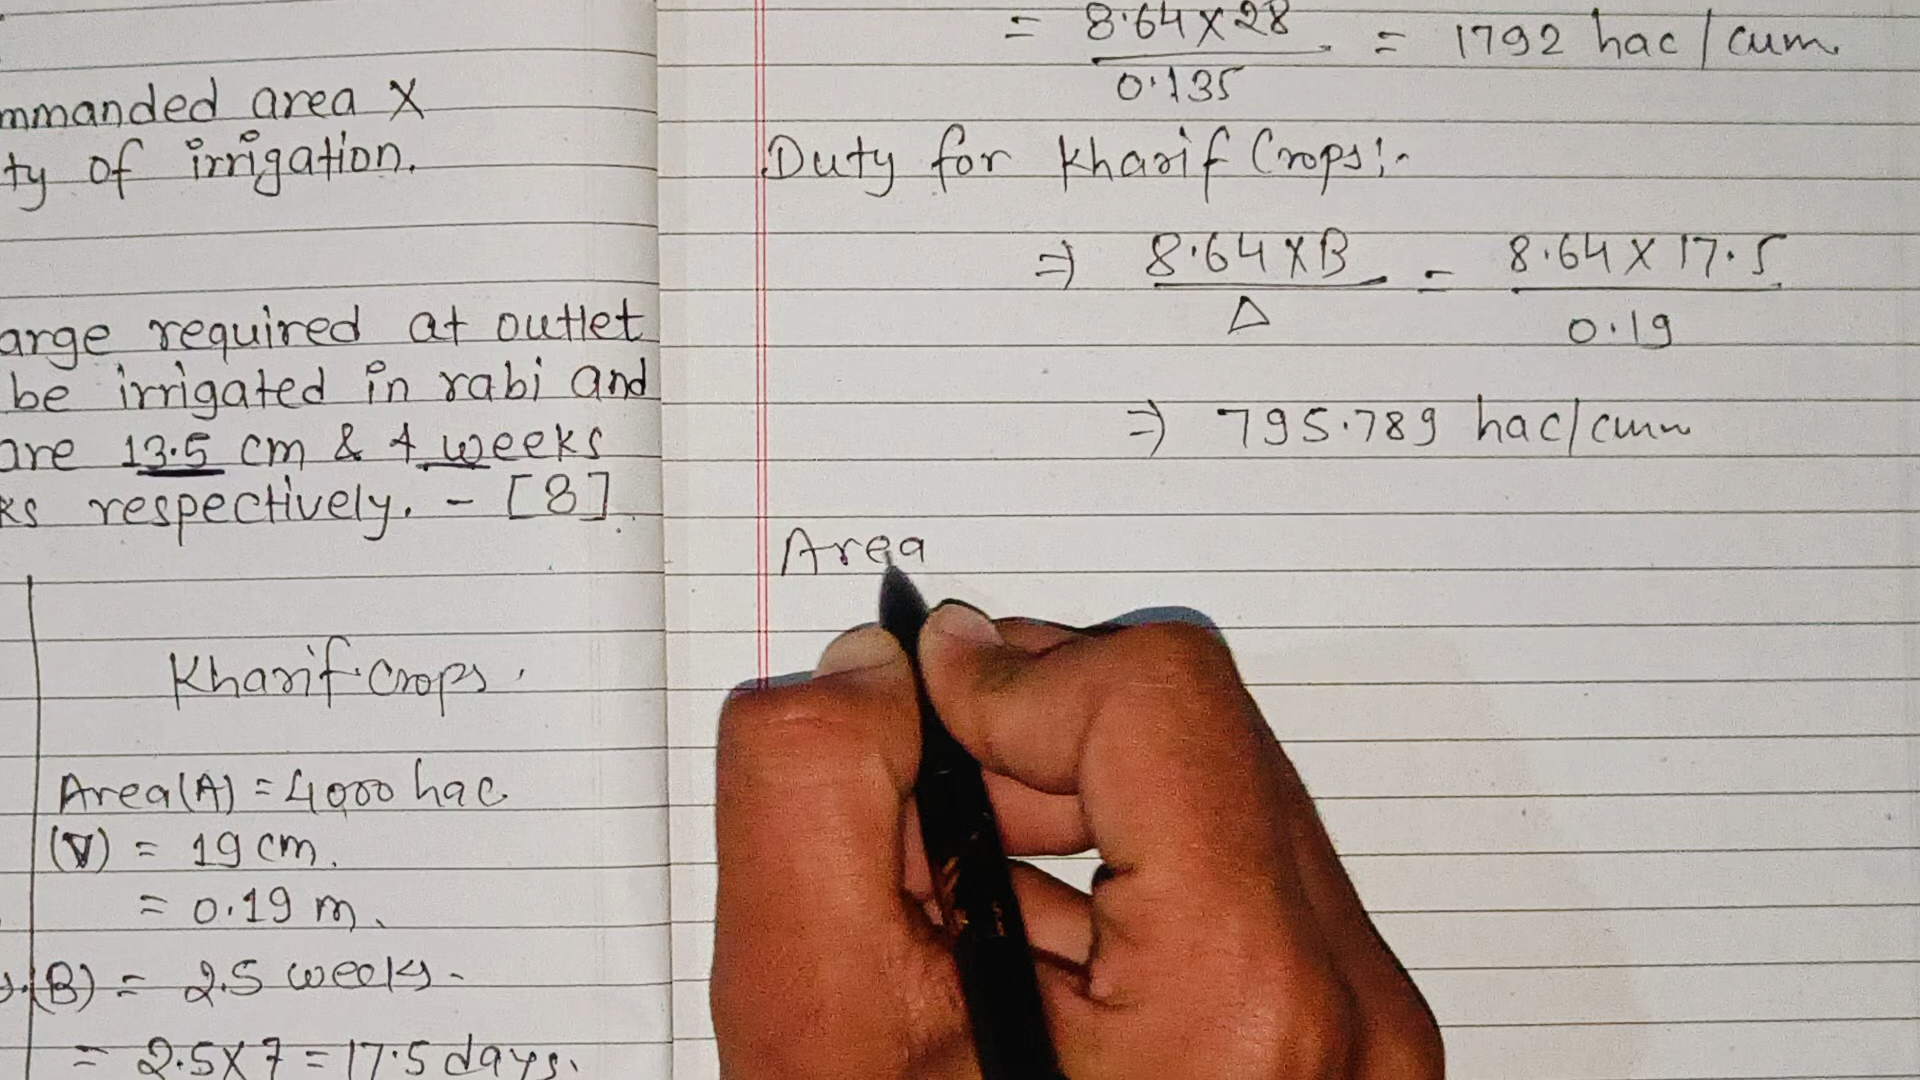 mmanded area X
ty of irrigation.
arge required at outlet
be irrigated in rabi and
are 13.5 cm & 4 weeks
ks respectively. - [8]
Kharif Crops.
Area(A) = 4000 hac
(∇) = 19 cm.
= 0.19 m.
(B) = 2.5 weeks.
= 2.5 X 7 = 17.5 days.
= 8.64 X 28 / 0.135 = 1792 hac / cum.
Duty for Kharif Crops:-
⇒ 8.64 X B / Δ = 8.64 X 17.5 / 0.19
⇒ 795.789 hac/cum
Area